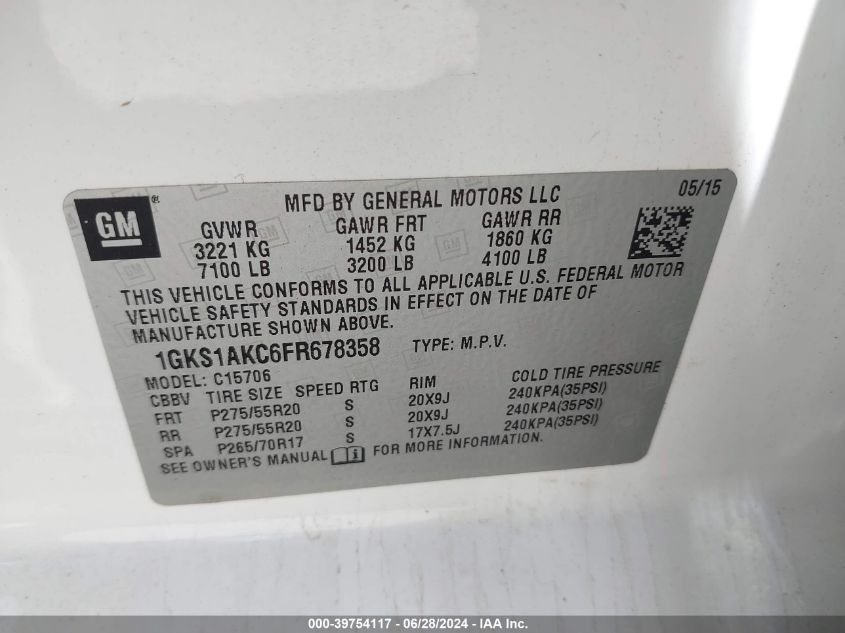 MFD BY GENERAL MOTORS LLC 05/15
GM®
GVWR GAWR FRT GAWR RR
3221 KG 1452 KG 1860 KG
7100 LB 3200 LB 4100 LB
THIS VEHICLE CONFORMS TO ALL APPLICABLE U.S. FEDERAL MOTOR
VEHICLE SAFETY STANDARDS IN EFFECT ON THE DATE OF
MANUFACTURE SHOWN ABOVE.
1GKS1AKC6FR678358 TYPE: M.P.V.
MODEL: C15706
CBBV TIRE SIZE SPEED RTG RIM COLD TIRE PRESSURE
FRT P275/55R20 S 20X9J 240KPA(35PSI)
RR P275/55R20 S 20X9J 240KPA(35PSI)
SPA P265/70R17 S 17X7.5J 240KPA(35PSI)
SEE OWNER'S MANUAL FOR MORE INFORMATION.
000-39754117 / 06/28/2024 / IAA Inc.